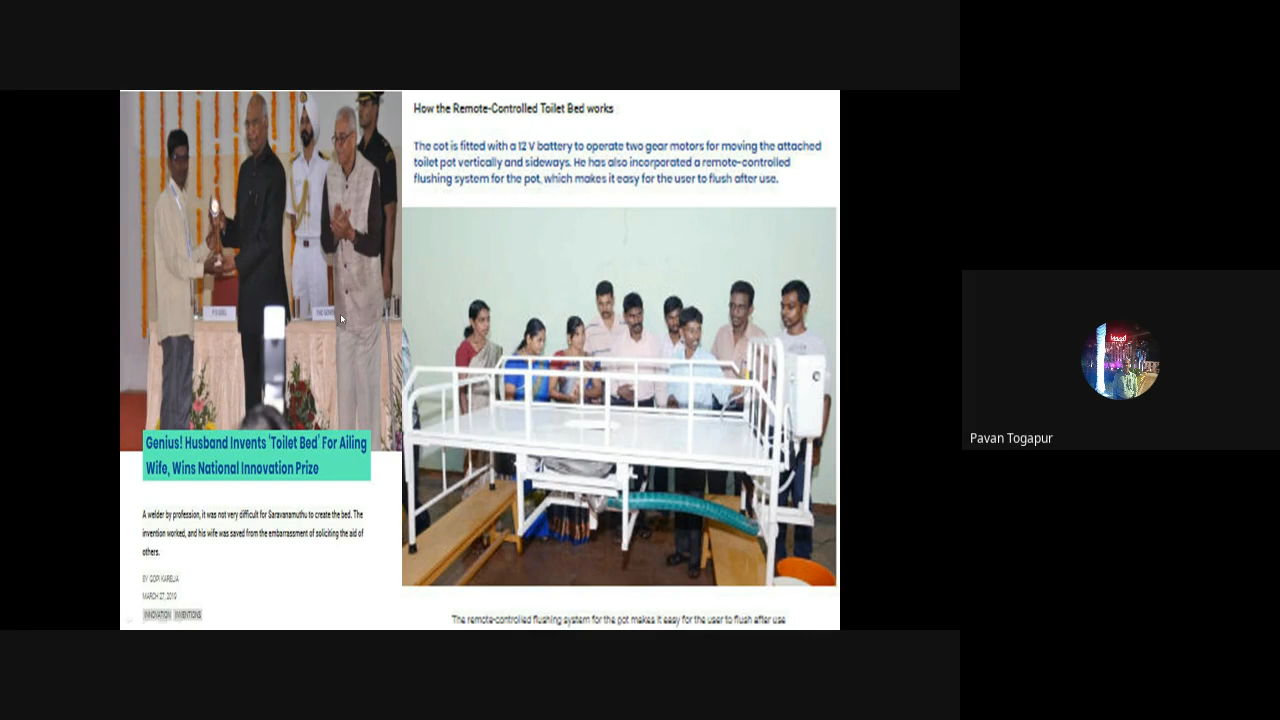 Genius! Husband Invents 'Toilet Bed' For Ailing
Wife, Wins National Innovation Prize
A welder by profession, it was not very difficult for Saravanamuthu to create the bed. The
invention worked, and his wife was saved from the embarrassment of soliciting the aid of
others.
BY GOPI KARELIA
MARCH 27, 2019
INNOVATION INVENTIONS
How the Remote-Controlled Toilet Bed works
The cot is fitted with a 12 V battery to operate two gear motors for moving the attached
toilet pot vertically and sideways. He has also incorporated a remote-controlled
flushing system for the pot, which makes it easy for the user to flush after use.
The remote-controlled flushing system for the pot makes it easy for the user to flush after use
Pavan Togapur